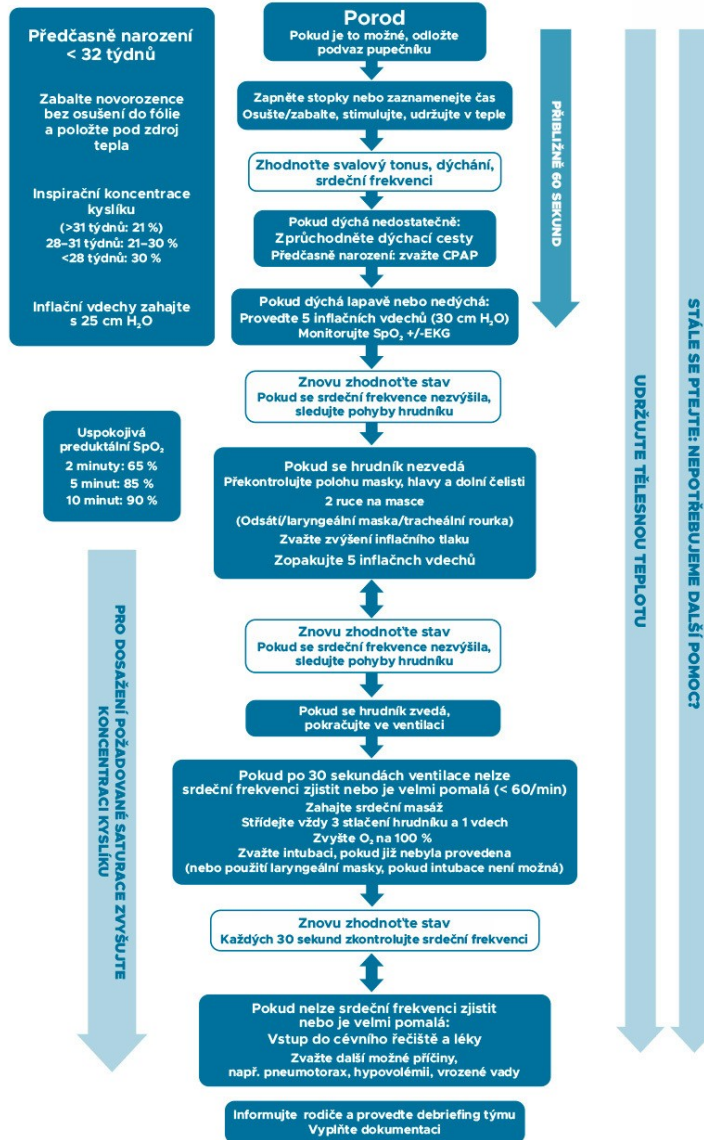 Porod
Pokud je to možné, odložte
podvaz pupečníku
Předčasně narození
< 32 týdnů
Zabalte novorozence
bez osušení do fólie
a položte pod zdroj
tepla
Inspirační koncentrace
kyslíku
(>31 týdnů: 21 %)
28–31 týdnů: 21–30 %
<28 týdnů: 30 %
Inflační vdechy zahajte
s 25 cm H₂O
Zapněte stopky nebo zaznamenejte čas
Osušte/zabalte, stimulujte, udržujte v teple
Zhodnoťte svalový tonus, dýchání,
srdeční frekvenci
Pokud dýchá nedostatečně:
Zprůchodněte dýchací cesty
Předčasně narození: zvažte CPAP
Pokud dýchá lapavě nebo nedýchá:
Proveďte 5 inflačních vdechů (30 cm H₂O)
Monitorujte SpO₂ +/-EKG
PŘIBLIŽNĚ 60 SEKUND
Znovu zhodnoťte stav
Pokud se srdeční frekvence nezvýšila,
sledujte pohyby hrudníku
Uspokojivá
preduktální SpO₂
2 minuty: 65 %
5 minut: 85 %
10 minut: 90 %
Pokud se hrudník nezvedá
Překontrolujte polohu masky, hlavy a dolní čelisti
2 ruce na masce
(Odsátí/laryngeální maska/tracheální rourka)
Zvažte zvýšení inflačního tlaku
Zopakujte 5 inflačnch vdechů
Znovu zhodnoťte stav
Pokud se srdeční frekvence nezvýšila,
sledujte pohyby hrudníku
Pokud se hrudník zvedá,
pokračujte ve ventilaci
Pokud po 30 sekundách ventilace nelze
srdeční frekvenci zjistit nebo je velmi pomalá (< 60/min)
Zahajte srdeční masáž
Střídejte vždy 3 stlačení hrudníku a 1 vdech
Zvyšte O₂ na 100 %
Zvažte intubaci, pokud již nebyla provedena
(nebo použití laryngeální masky, pokud intubace není možná)
Znovu zhodnoťte stav
Každých 30 sekund zkontrolujte srdeční frekvenci
Pokud nelze srdeční frekvenci zjistit
nebo je velmi pomalá:
Vstup do cévního řečiště a léky
Zvažte další možné příčiny,
např. pneumotorax, hypovolémii, vrozené vady
Informujte rodiče a proveďte debriefing týmu
Vyplňte dokumentaci
PRO DOSAŽENÍ POŽADOVANÉ SATURACE ZVYŠUJTE
KONCENTRACI KYSLÍKU
UDRŽUJTE TĚLESNOU TEPLOTU
STÁLE SE PTEJTE: NEPOTŘEBUJEME DALŠÍ POMOC?